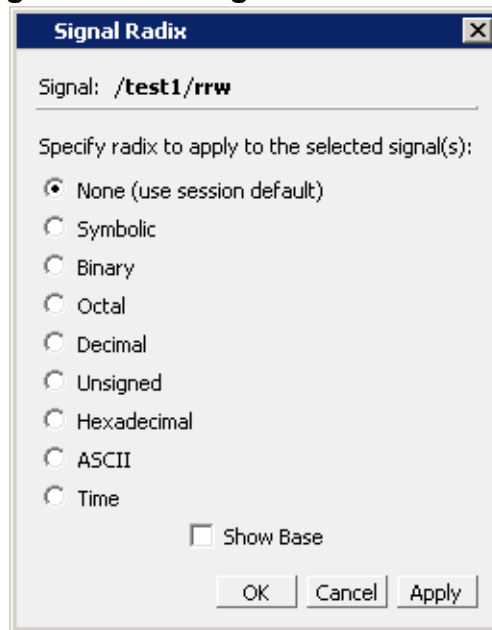 Signal Radix
Signal: /test1/rrw
Specify radix to apply to the selected signal(s):
None (use session default)
Symbolic
Binary
Octal
Decimal
Unsigned
Hexadecimal
ASCII
Time
Show Base
OK Cancel Apply